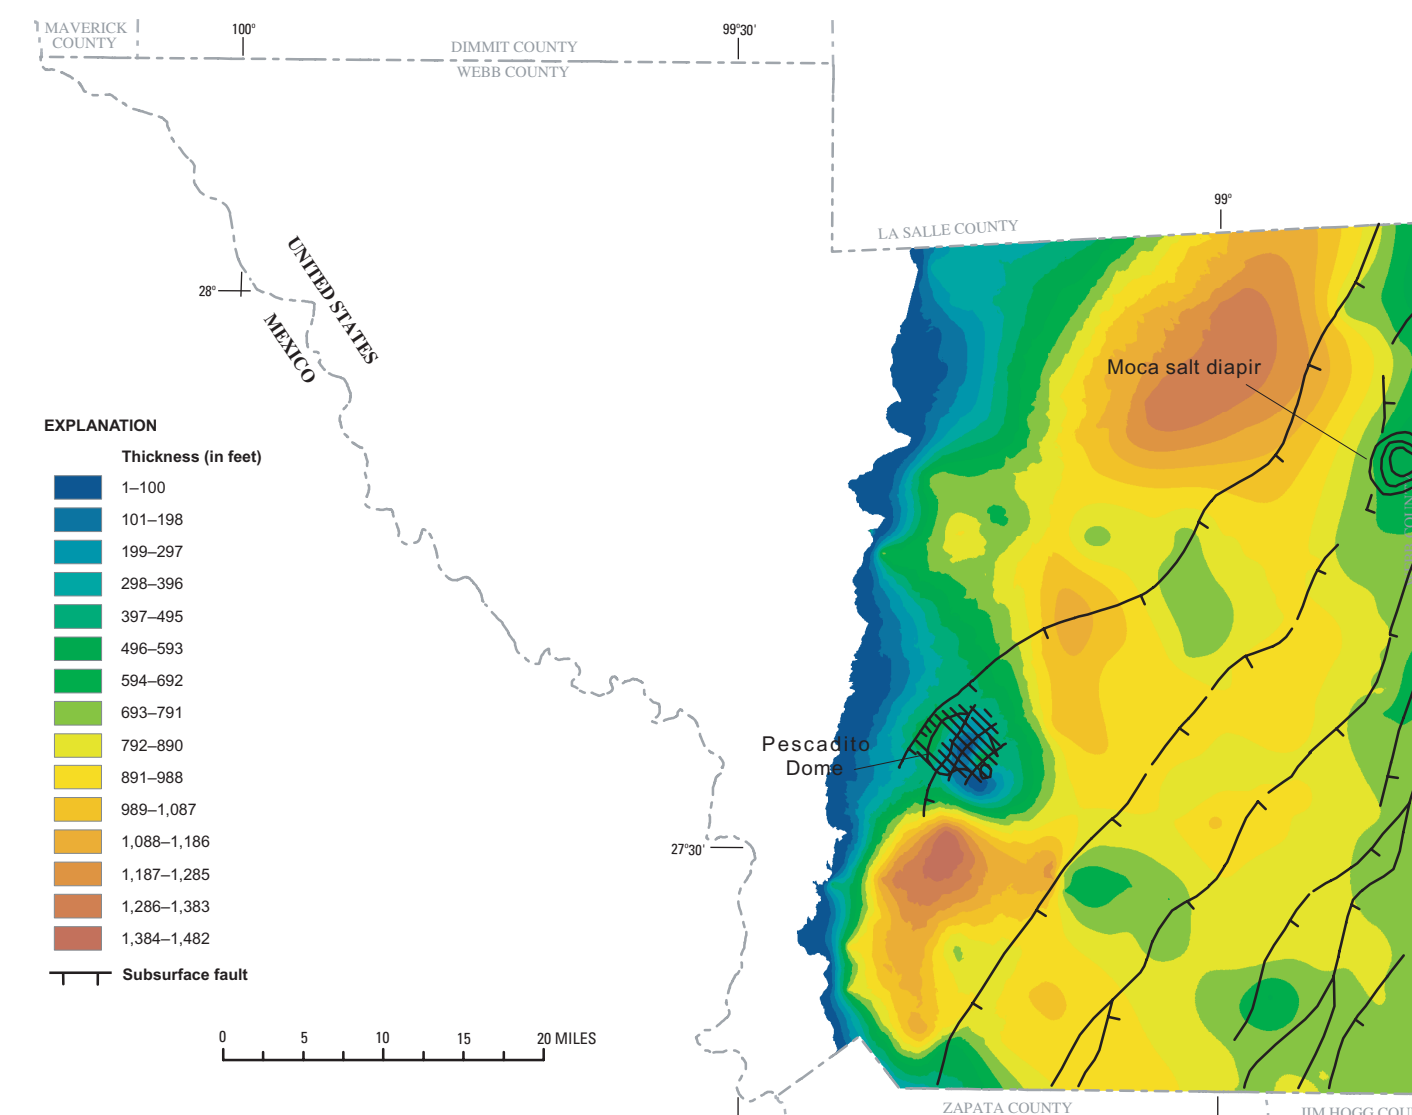 MAVERICK
COUNTY
100°
99°30'
DIMMIT COUNTY
WEBB COUNTY
99°
LA SALLE COUNTY
28°
UNITED STATES
MEXICO
Moca salt diapir
EXPLANATION
Thickness (in feet)
1–100
101–198
199–297
298–396
397–495
496–593
594–692
693–791
792–890
891–988
989–1,087
1,088–1,186
1,187–1,285
1,286–1,383
1,384–1,482
Subsurface fault
Pescadito
Dome
27°30'
0 5 10 15 20 MILES
ZAPATA COUNTY
JIM HOGG COU